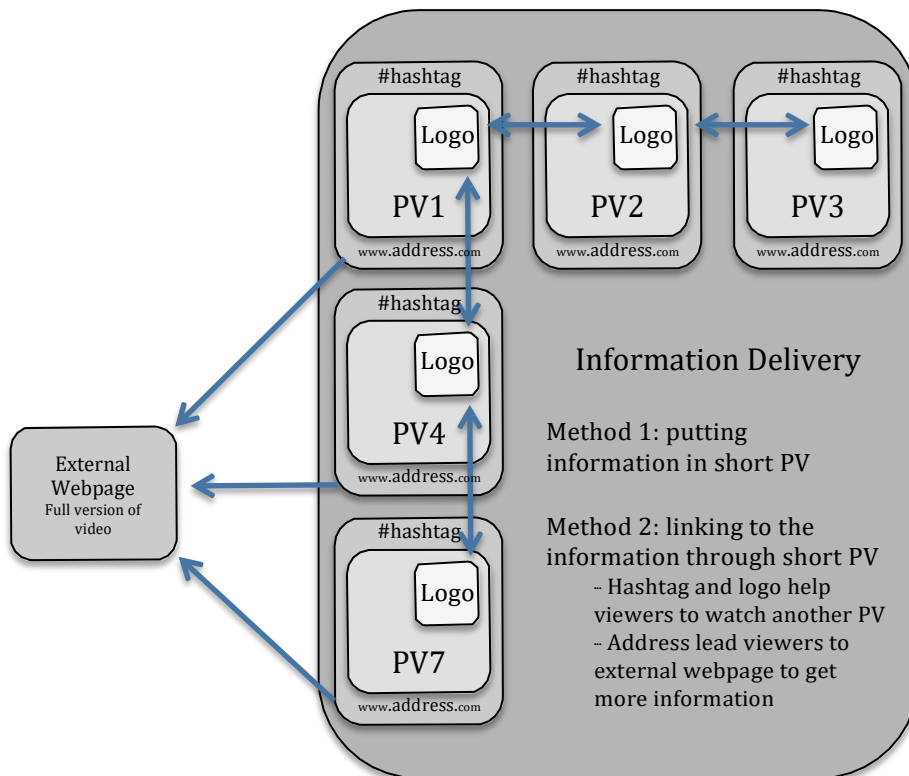 #hashtag
Logo
PV1
www.address.com
#hashtag
Logo
PV2
www.address.com
#hashtag
Logo
PV3
www.address.com
#hashtag
Logo
PV4
www.address.com
#hashtag
Logo
PV7
www.address.com
External
Webpage
Full version of
video
Information Delivery
Method 1: putting
information in short PV
Method 2: linking to the
information through short PV
- Hashtag and logo help
viewers to watch another PV
- Address lead viewers to
external webpage to get
more information